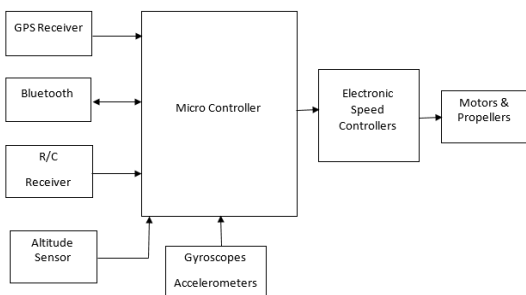 GPS Receiver
Bluetooth
R/C
Receiver
Altitude
Sensor
Micro Controller
Gyroscopes
Accelerometers
Electronic
Speed
Controllers
Motors &
Propellers